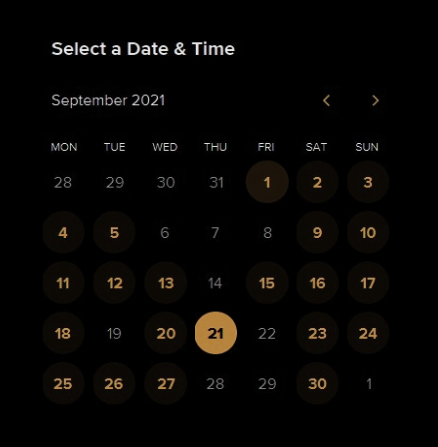 Select a Date & Time
September 2021
MON TUE WED THU FRI SAT SUN
28 29 30 31 1 2 3
4 5 6 7 8 9 10
11 12 13 14 15 16 17
18 19 20 21 22 23 24
25 26 27 28 29 30 1